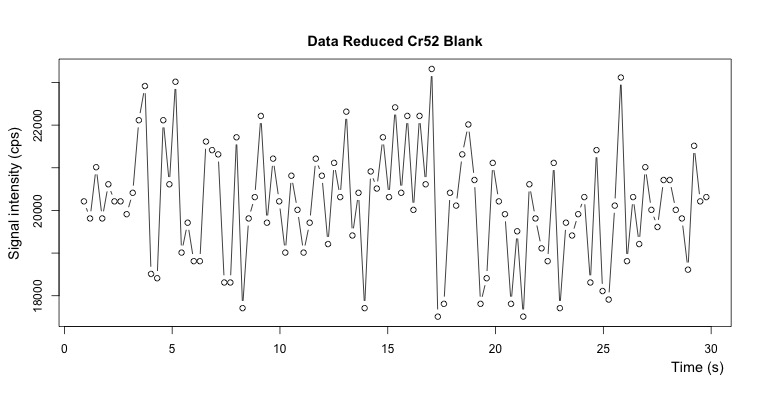 Data Reduced Cr52 Blank
Signal intensity (cps)
22000
20000
18000
0 5 10 15 20 25 30
Time (s)